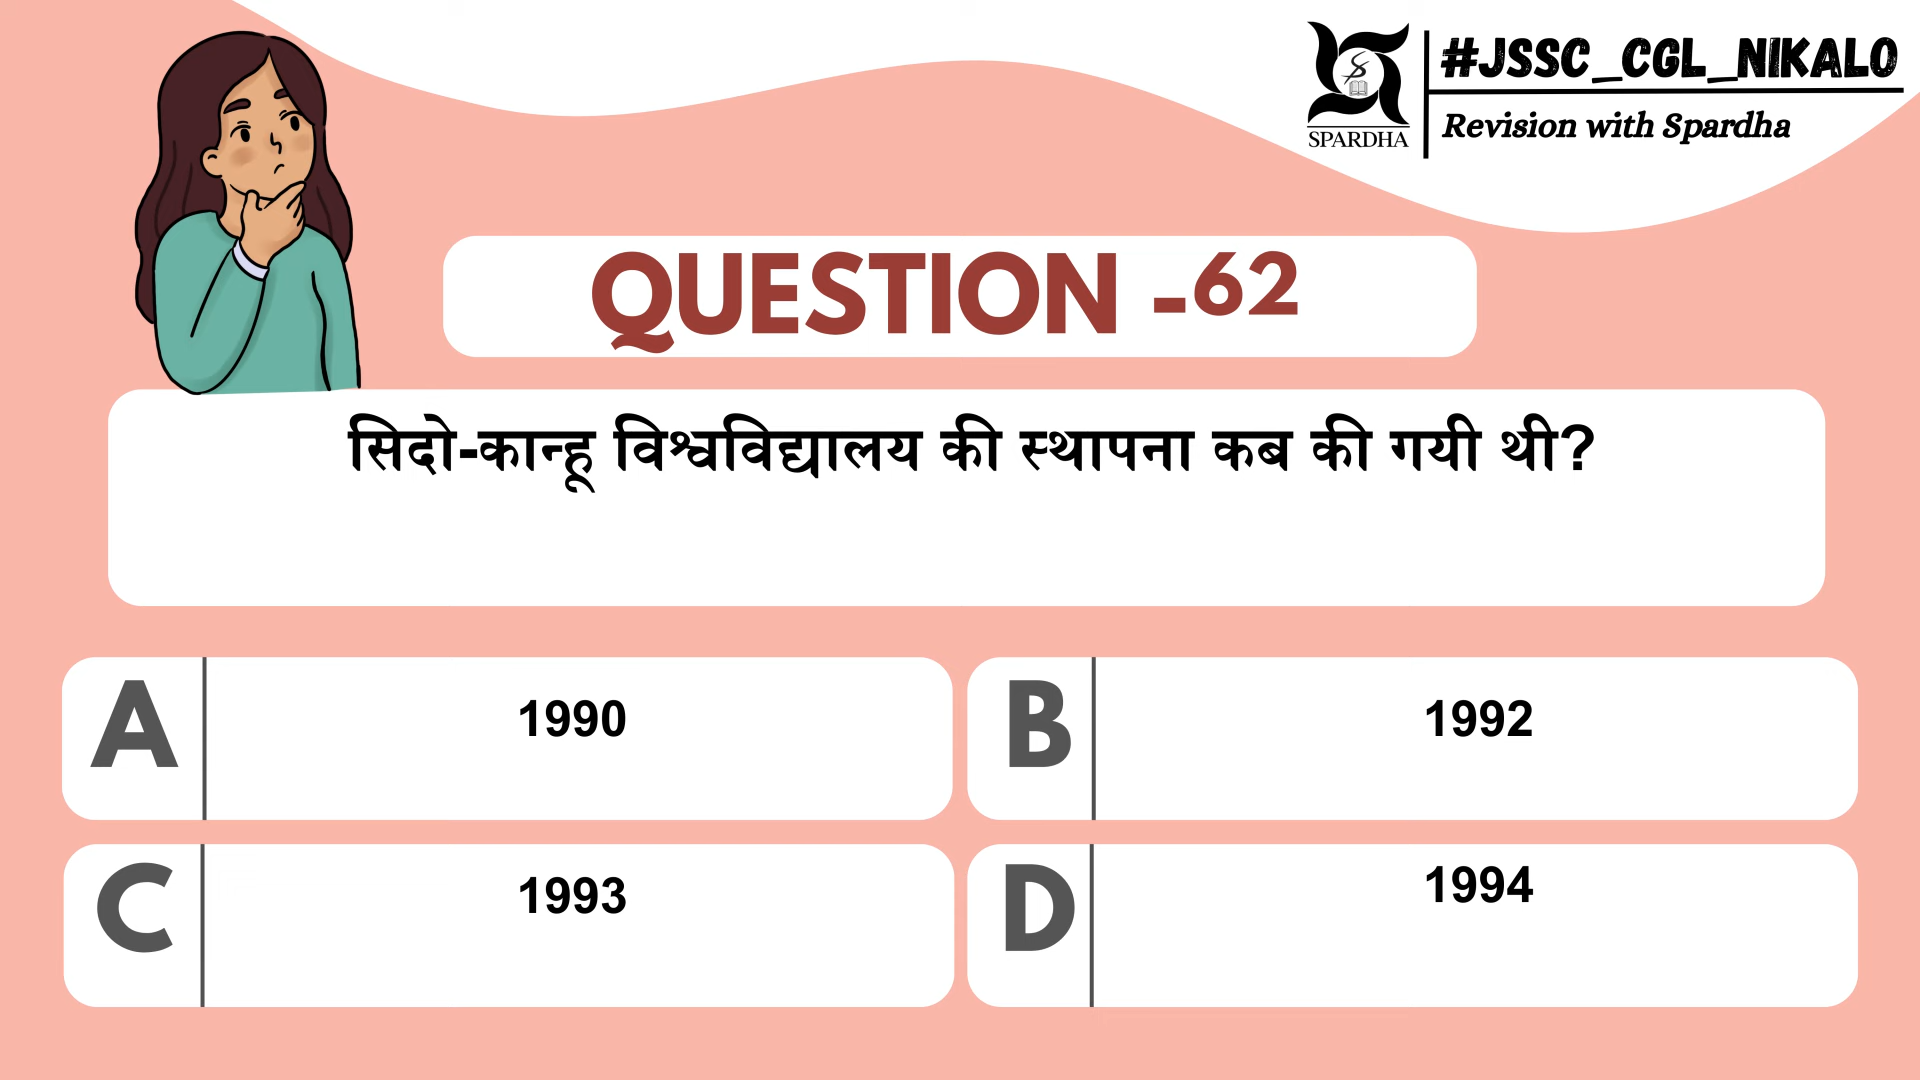 SPARDHA
#JSSC_CGL_NIKALO
Revision with Spardha
QUESTION -62
सिदो-कान्हू विश्वविद्यालय की स्थापना कब की गयी थी?
A
1990
B
1992
C
1993
D
1994